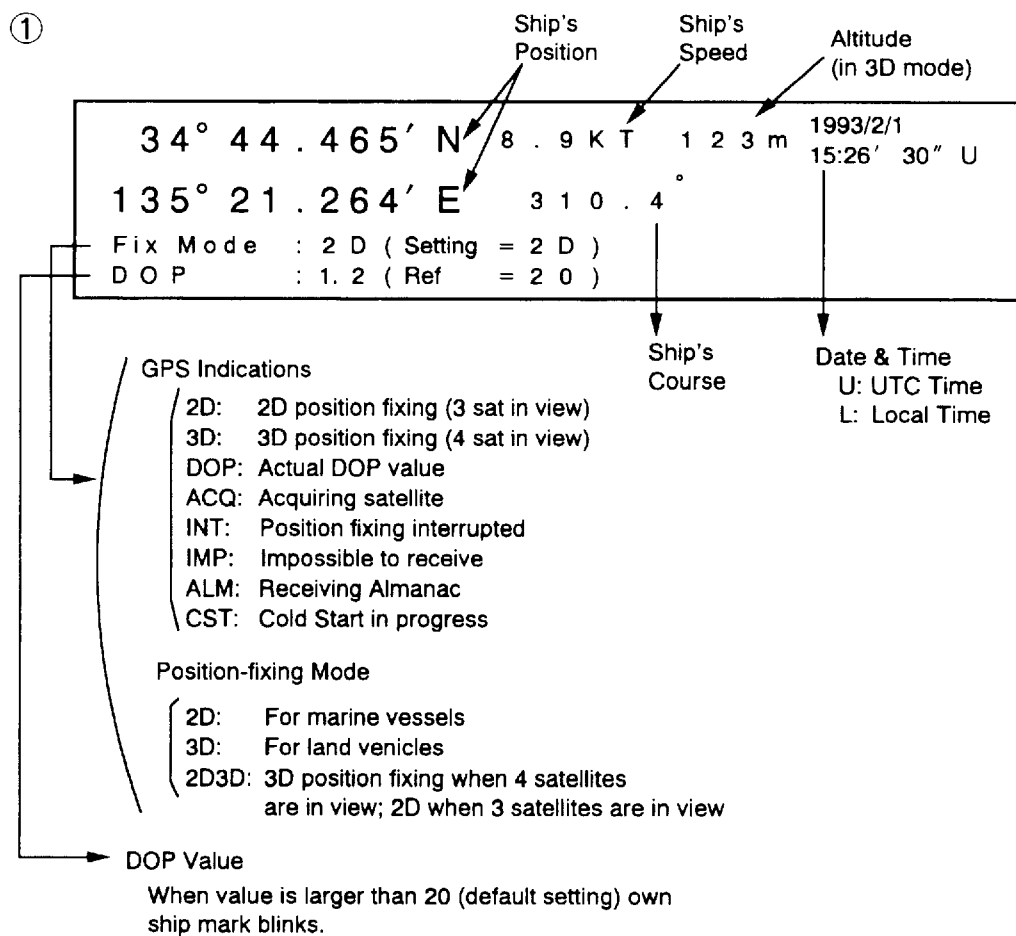 ①
Ship's
Position
Ship's
Speed
Altitude
(in 3D mode)
34° 44.465′ N 8.9KT 123m 1993/2/1
15:26′ 30″ U
135° 21.264′ E 310.4°
Fix Mode : 2D (Setting = 2D)
DOP : 1.2 (Ref = 20)
Ship's
Course
Date & Time
U: UTC Time
L: Local Time
GPS Indications
2D: 2D position fixing (3 sat in view)
3D: 3D position fixing (4 sat in view)
DOP: Actual DOP value
ACQ: Acquiring satellite
INT: Position fixing interrupted
IMP: Impossible to receive
ALM: Receiving Almanac
CST: Cold Start in progress
Position-fixing Mode
2D: For marine vessels
3D: For land venicles
2D3D: 3D position fixing when 4 satellites
are in view; 2D when 3 satellites are in view
DOP Value
When value is larger than 20 (default setting) own
ship mark blinks.